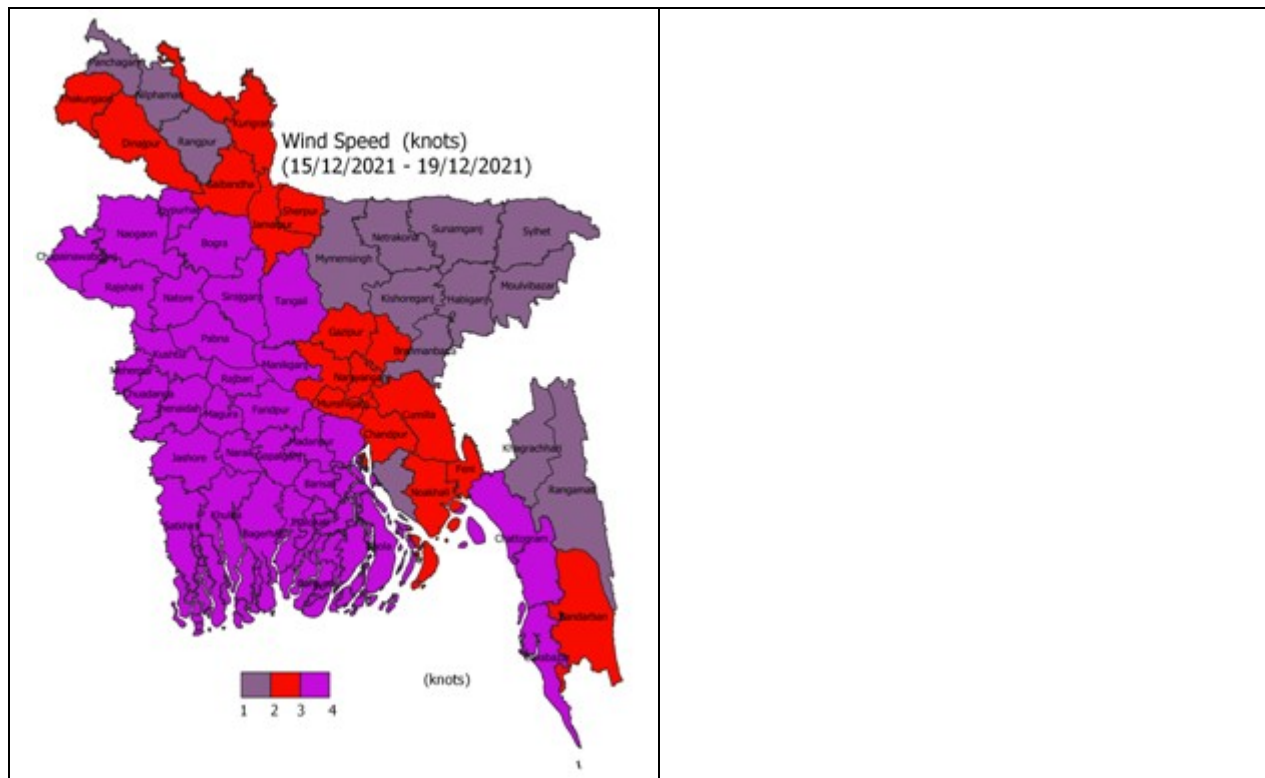 Panchagarh
Nilphamari
Thakurgaon
Kurigram
Dinajpur
Rangpur
Wind Speed (knots)
(15/12/2021 - 19/12/2021)
Gaibandha
Sherpur
Jamalpur
Sunamganj
Sylhet
Netrakona
Naogaon
Bogra
Mymensingh
Chapainawabganj
Moulvibazar
Rajshahi
Natore
Sirajganj
Tangail
Kishoreganj
Habiganj
Gazipur
Pabna
Brahmanbaria
Kushtia
Manikganj
Rajbari
Narayanganj
Chuadanga
Jhenaidah
Magura
Faridpur
Munshiganj
Cumilla
Madaripur
Chandpur
Khagrachhari
Jashore
Narail
Gopalganj
Feni
Barisal
Noakhali
Rangamati
Satkhira
Khulna
Bagerhat
Jhalokati
Bhola
Chattogram
Bandarban
(knots)
1 2 3 4